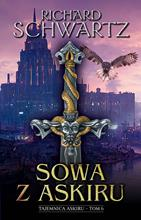 RICHARD
SCHWARTZ
SOWA
Z ASKIRU
TAJEMNICA ASKIRU – TOM 6